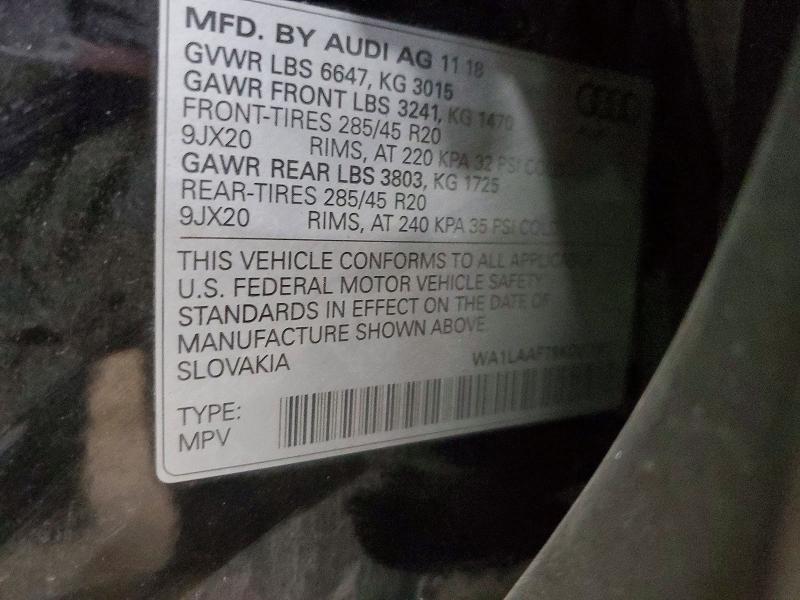 MFD. BY AUDI AG 11 18
GVWR LBS 6647, KG 3015
GAWR FRONT LBS 3241, KG 1470
FRONT-TIRES 285/45 R20
9JX20 RIMS, AT 220 KPA 32 PSI COLD
GAWR REAR LBS 3803, KG 1725
REAR-TIRES 285/45 R20
9JX20 RIMS, AT 240 KPA 35 PSI COLD
THIS VEHICLE CONFORMS TO ALL
U.S. FEDERAL MOTOR VEHICLE SAFETY
STANDARDS IN EFFECT ON THE DATE OF
MANUFACTURE SHOWN ABOVE
SLOVAKIA
TYPE:
MPV